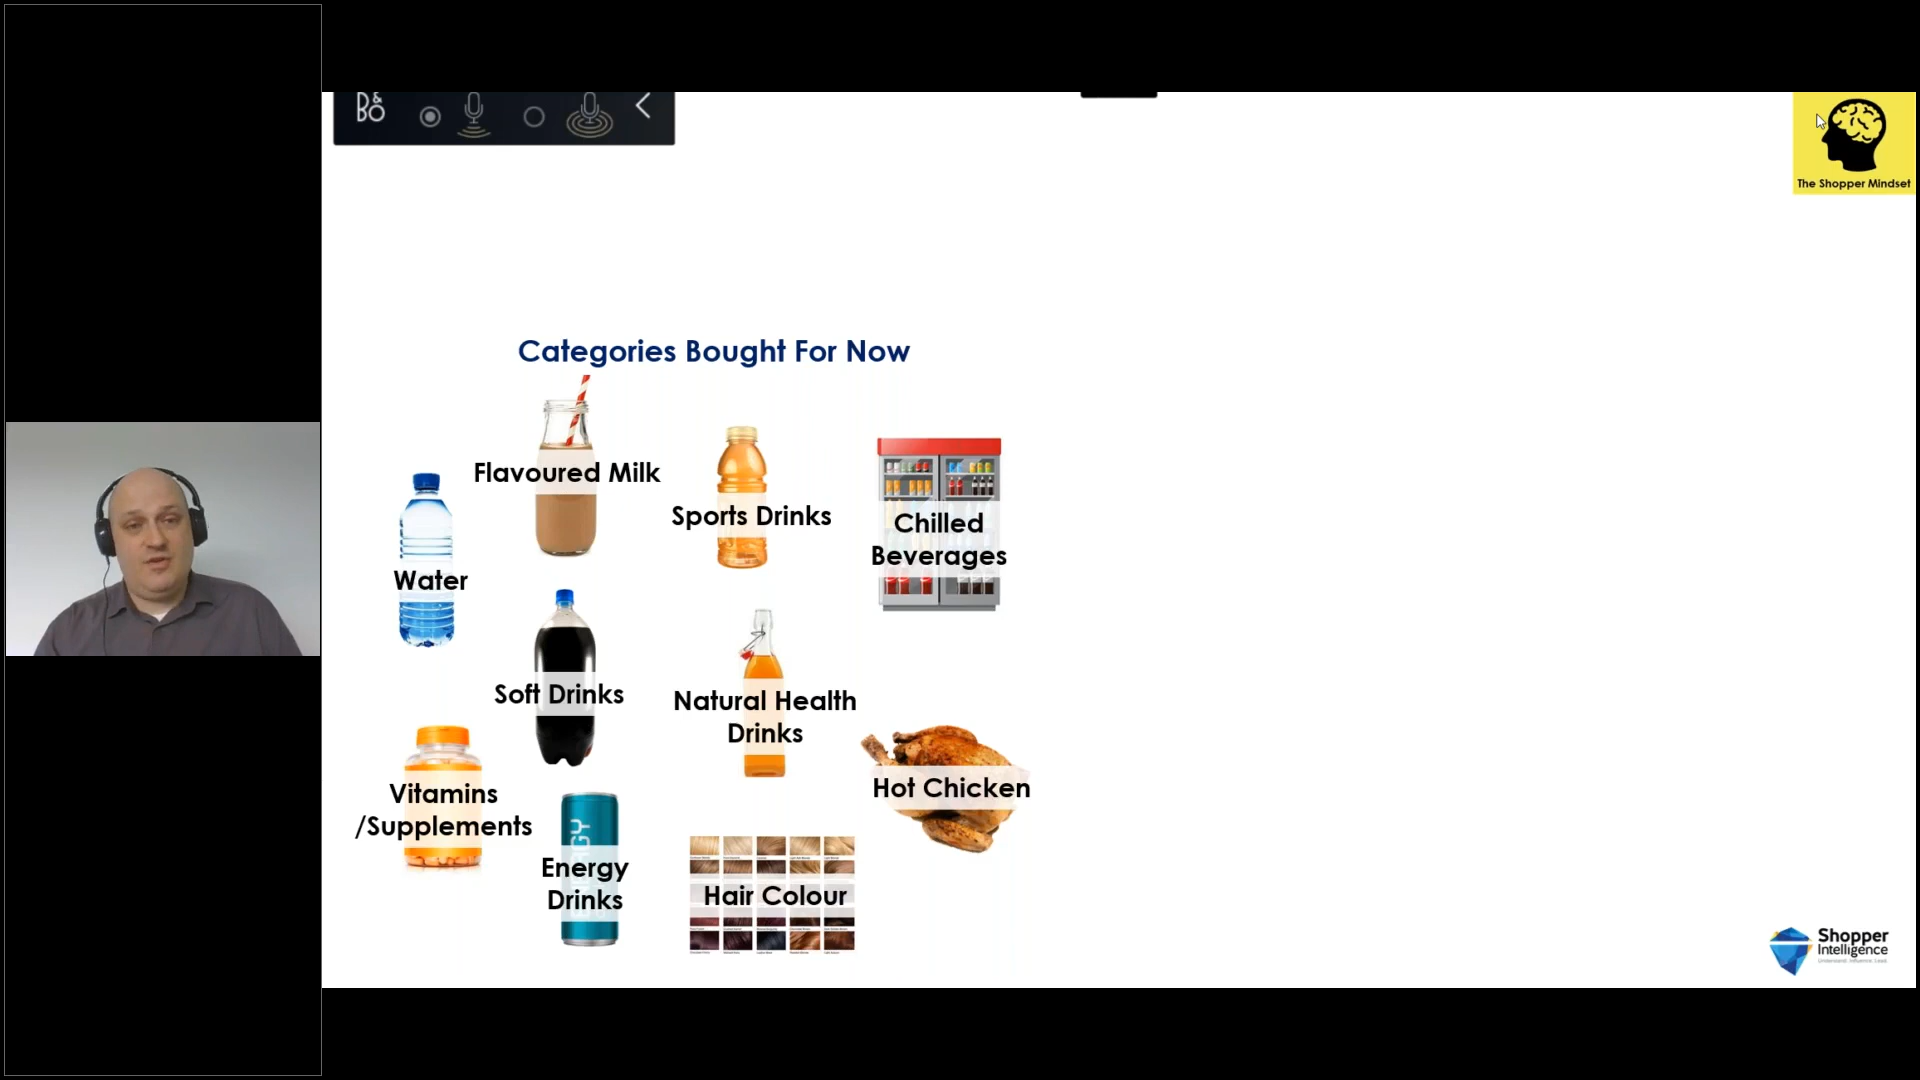 B&O
The Shopper Mindset
Categories Bought For Now
Flavoured Milk
Sports Drinks
Chilled
Beverages
Water
Soft Drinks
Natural Health
Drinks
Vitamins
/Supplements
Hot Chicken
Energy
Drinks
Hair Colour
Shopper
Intelligence